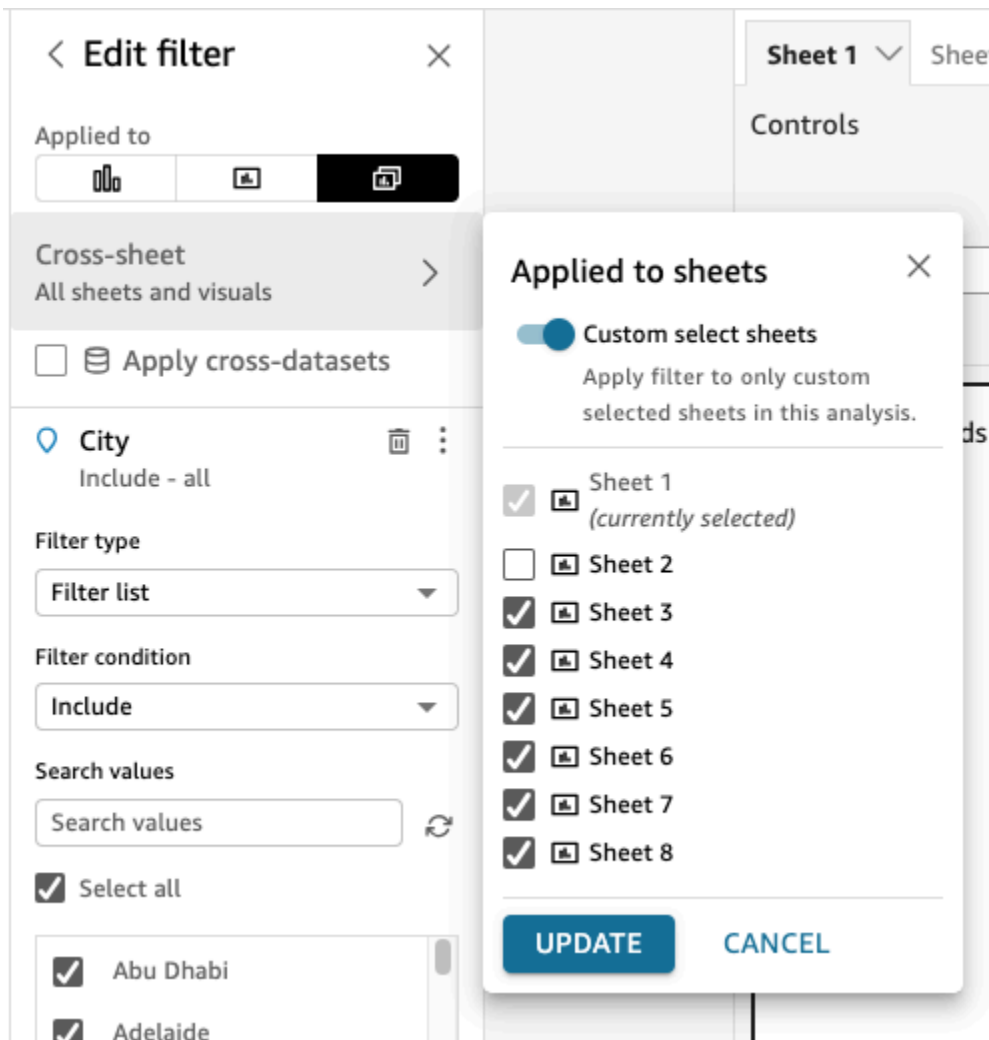 Edit filter
Applied to
Cross-sheet
All sheets and visuals
Apply cross-datasets
City
Include - all
Filter type
Filter list
Filter condition
Include
Search values
Search values
Select all
Abu Dhabi
Adelaide
Sheet 1
Controls
Applied to sheets
Custom select sheets
Apply filter to only custom
selected sheets in this analysis.
Sheet 1
(currently selected)
Sheet 2
Sheet 3
Sheet 4
Sheet 5
Sheet 6
Sheet 7
Sheet 8
UPDATE
CANCEL